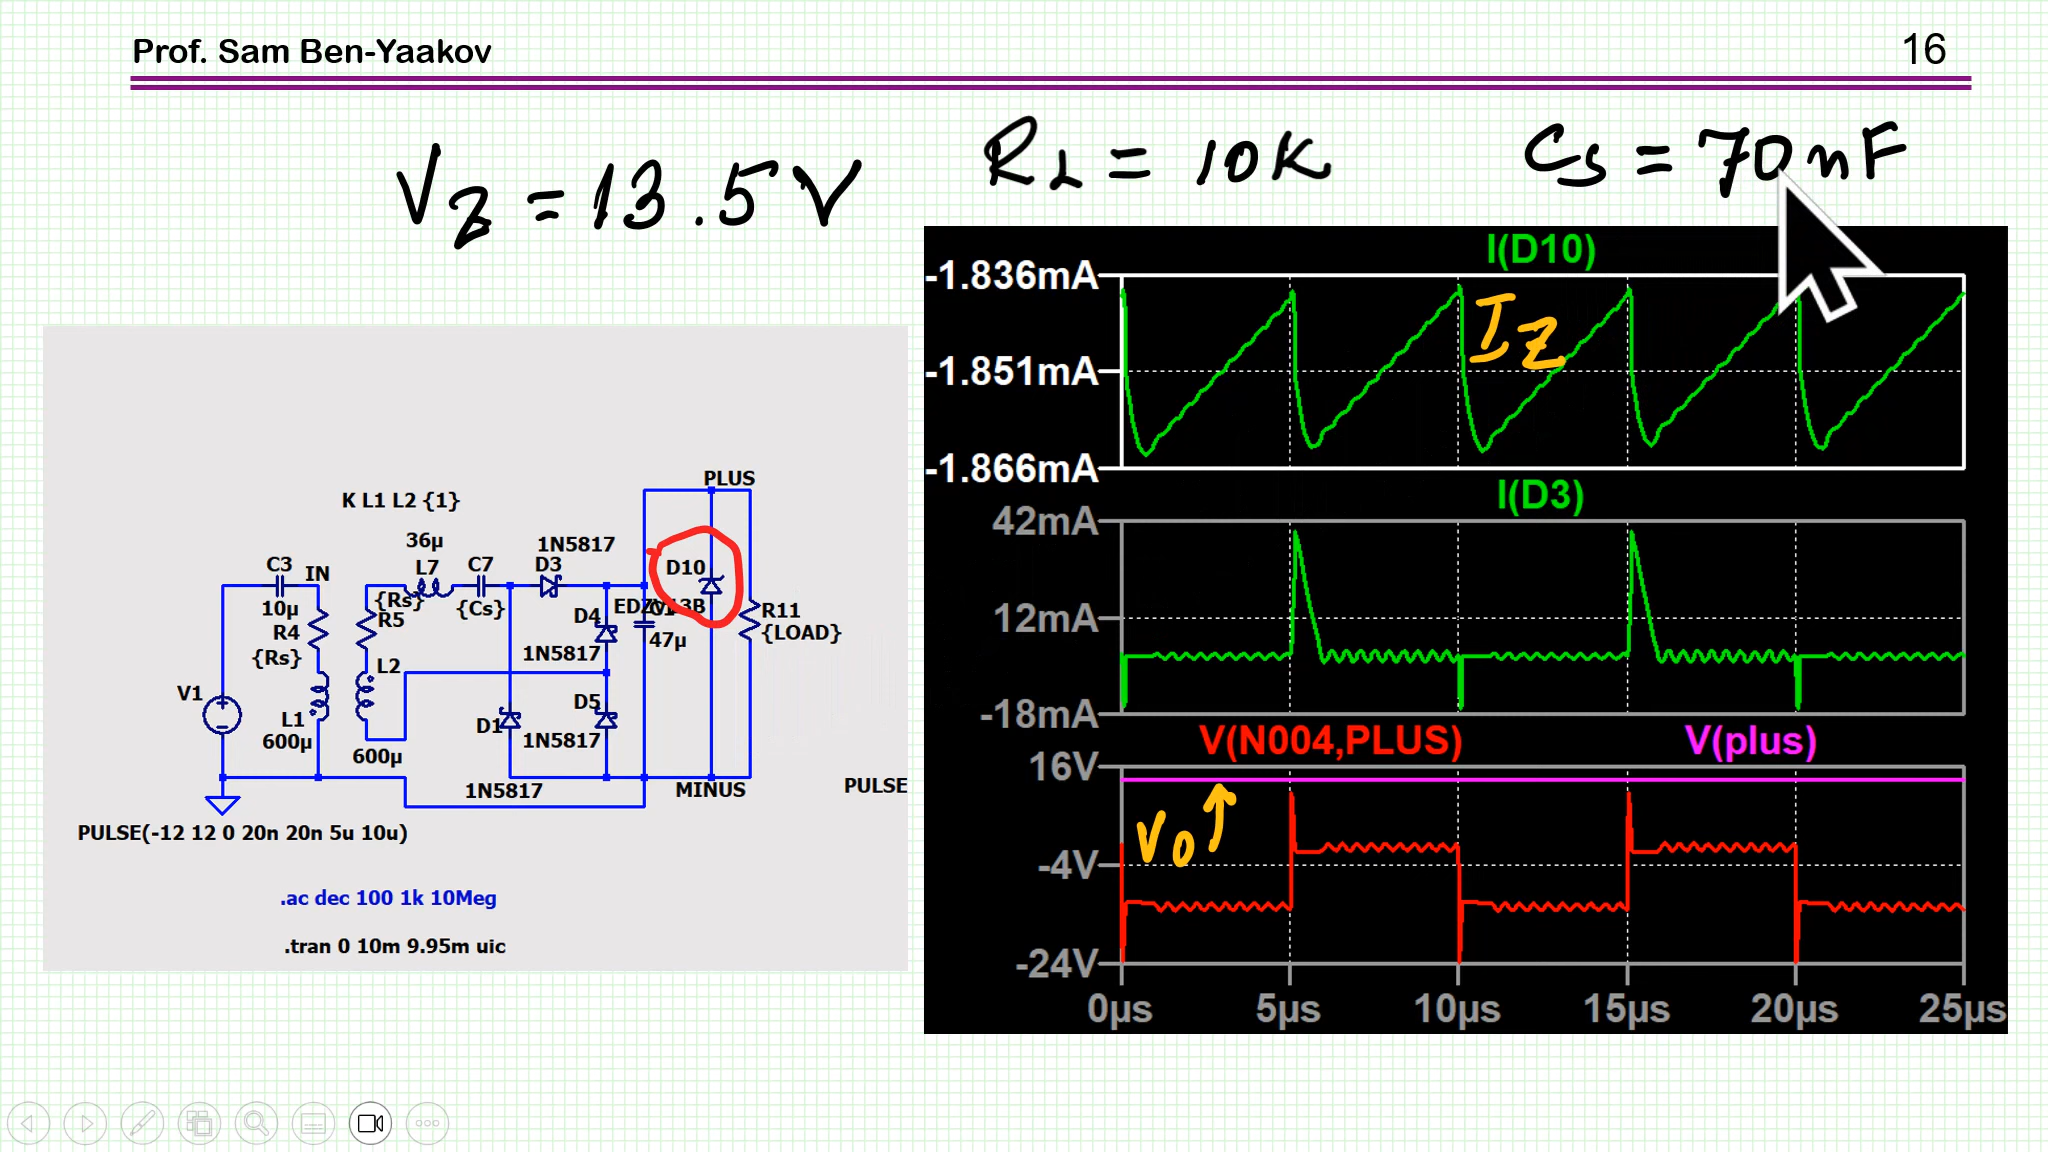 Prof. Sam Ben-Yaakov
16
Vz = 13.5V
RL = 10K
Cs = 70nF
K L1 L2 {1}
PLUS
36µ
L7
C3
IN
C7
1N5817
D3
D10
10µ
{Rs}
{Cs}
R4
R5
D4
47µ
R11
{LOAD}
{Rs}
1N5817
L2
V1
D5
L1
D1
1N5817
600µ
600µ
1N5817
MINUS
PULSE
PULSE(-12 12 0 20n 20n 5u 10u)
.ac dec 100 1k 10Meg
.tran 0 10m 9.95m uic
I(D10)
-1.836mA
Iz
-1.851mA
-1.866mA
I(D3)
42mA
12mA
-18mA
V(N004,PLUS)
V(plus)
16V
Vo
-4V
-24V
0µs
5µs
10µs
15µs
20µs
25µs